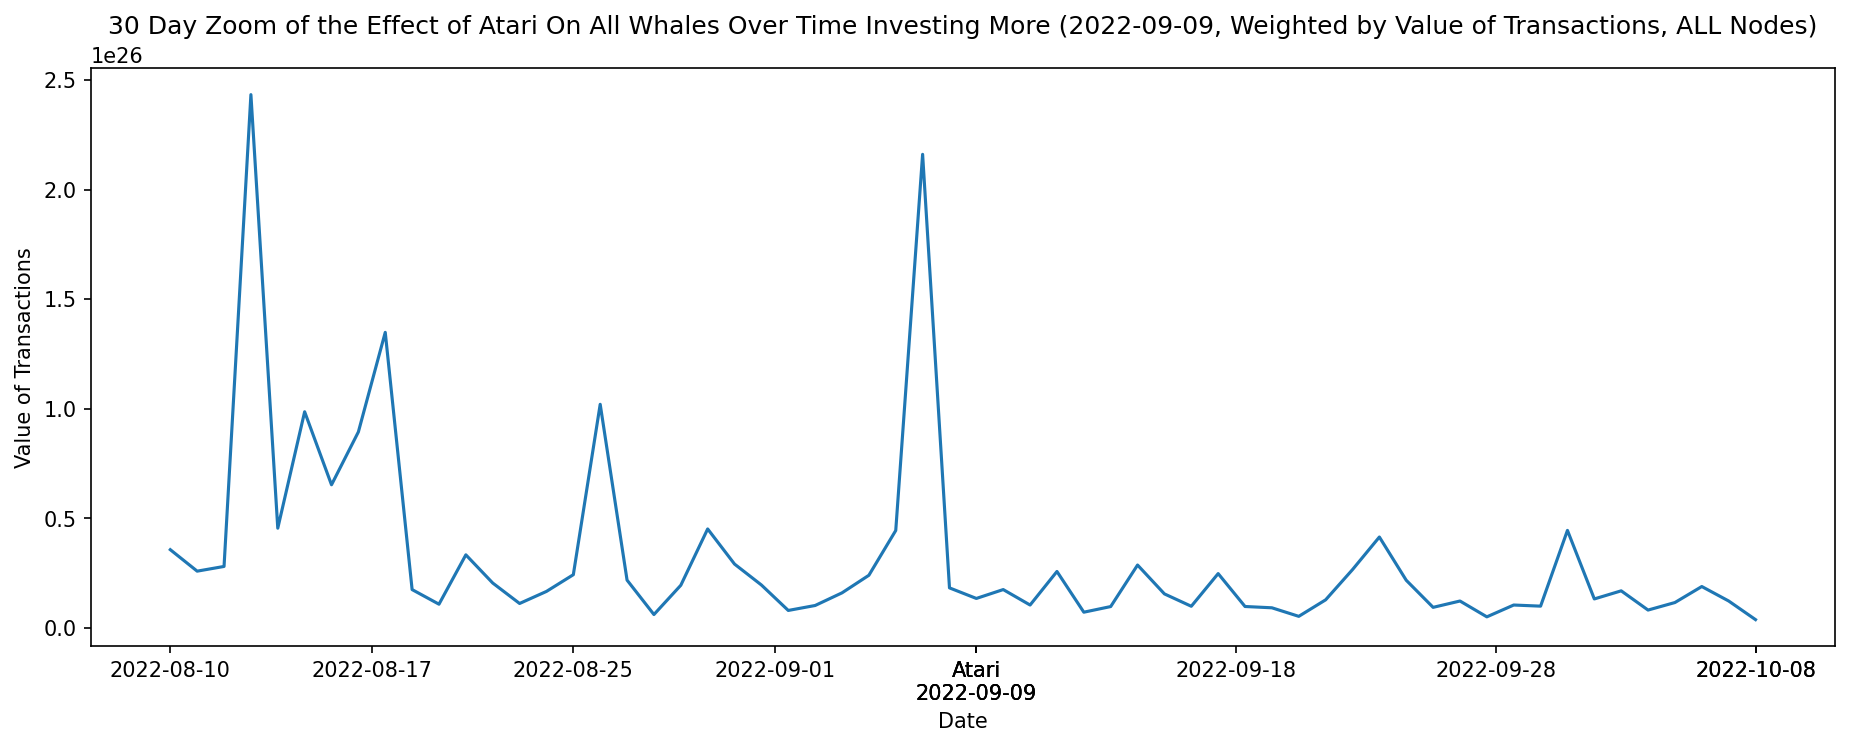 30 Day Zoom of the Effect of Atari On All Whales Over Time Investing More (2022-09-09, Weighted by Value of Transactions, ALL Nodes)
1e26
2.5
2.0
1.5
1.0
0.5
0.0
Value of Transactions
2022-08-10 2022-08-17 2022-08-25 2022-09-01 Atari 2022-09-18 2022-09-28 2022-10-08
2022-09-09
Date